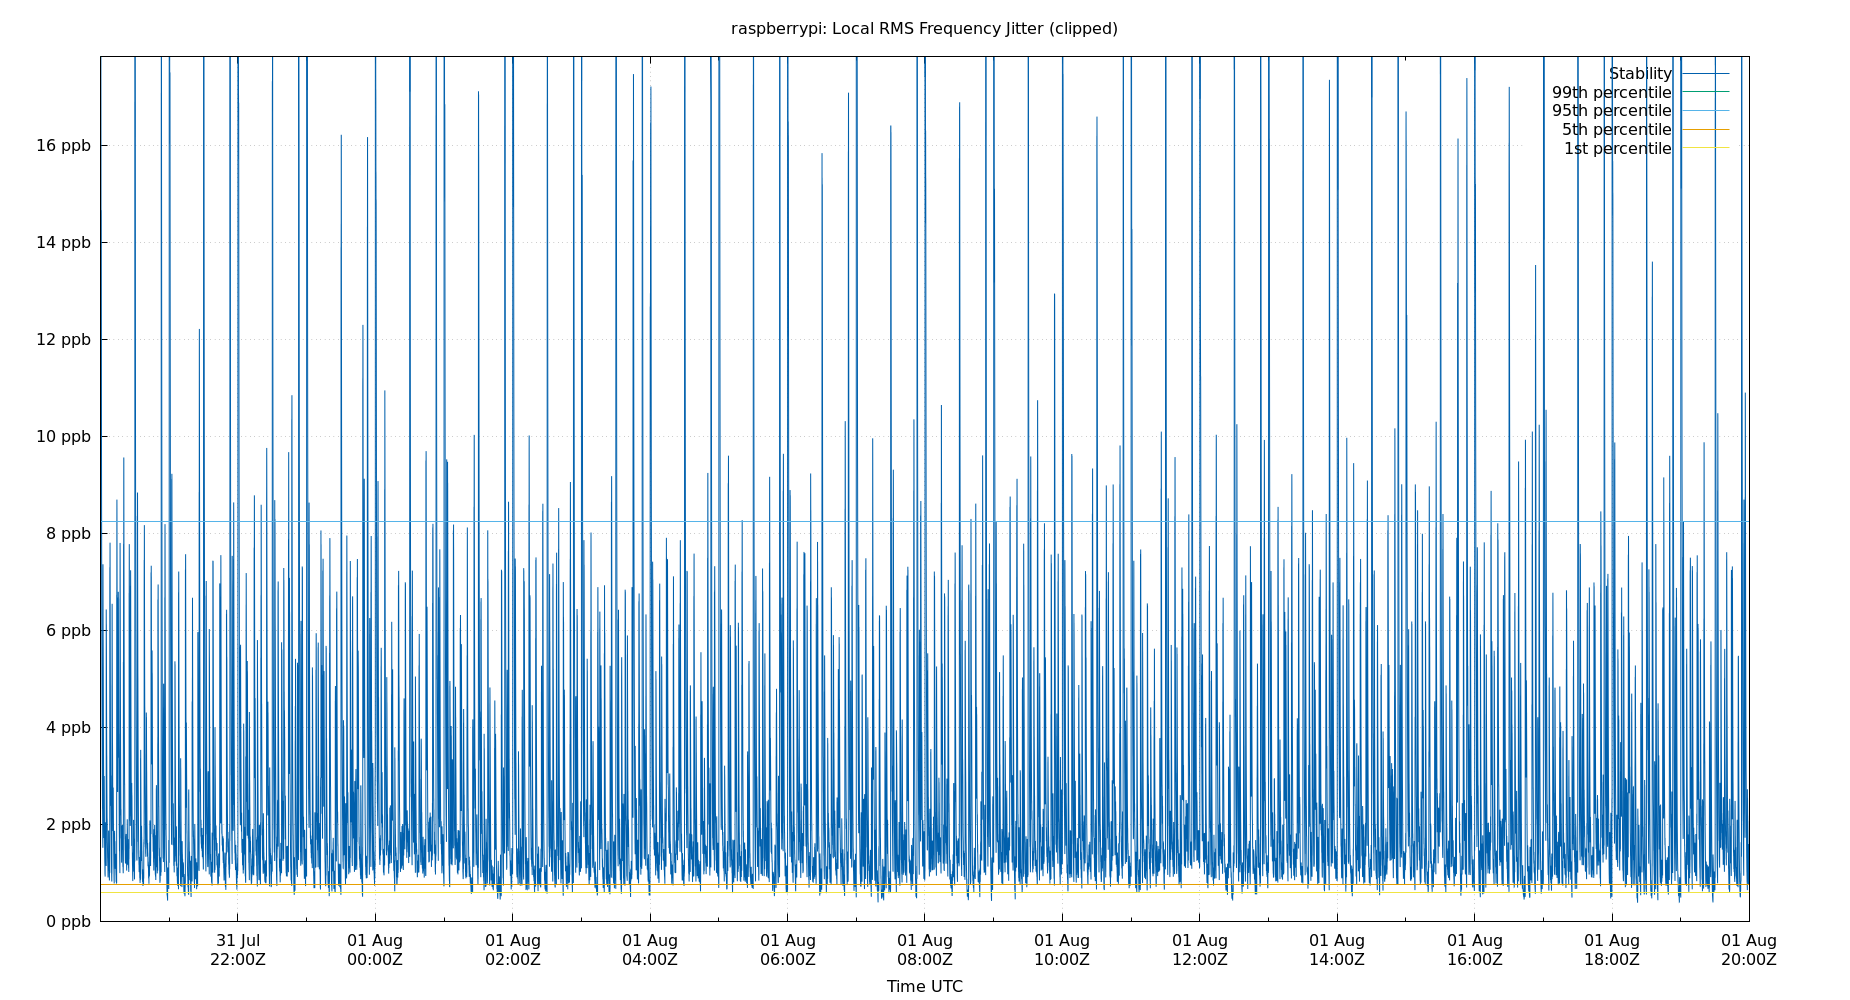 raspberrypi: Local RMS Frequency Jitter (clipped)
Stability
99th percentile
95th percentile
5th percentile
1st percentile
16 ppb
14 ppb
12 ppb
10 ppb
8 ppb
6 ppb
4 ppb
2 ppb
0 ppb
31 Jul 01 Aug 01 Aug 01 Aug 01 Aug 01 Aug 01 Aug 01 Aug 01 Aug 01 Aug 01 Aug 01 Aug
22:00Z 00:00Z 02:00Z 04:00Z 06:00Z 08:00Z 10:00Z 12:00Z 14:00Z 16:00Z 18:00Z 20:00Z
Time UTC